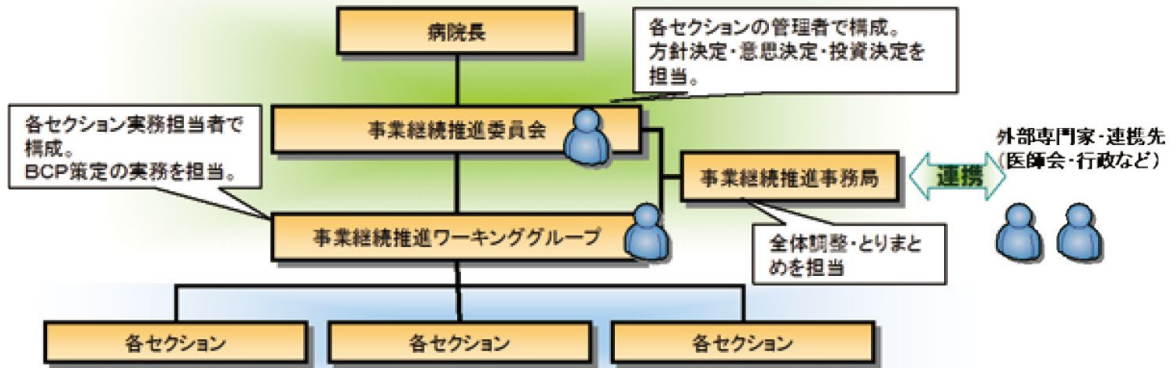 病院長
各セクションの管理者で構成。
方針決定・意思決定・投資決定を
担当。
事業継続推進委員会
各セクション実務担当者で
構成。
BCP策定の実務を担当。
事業継続推進事務局
連携
外部専門家・連携先
(医師会・行政など)
事業継続推進ワーキンググループ
全体調整・とりまと
めを担当
各セクション
各セクション
各セクション